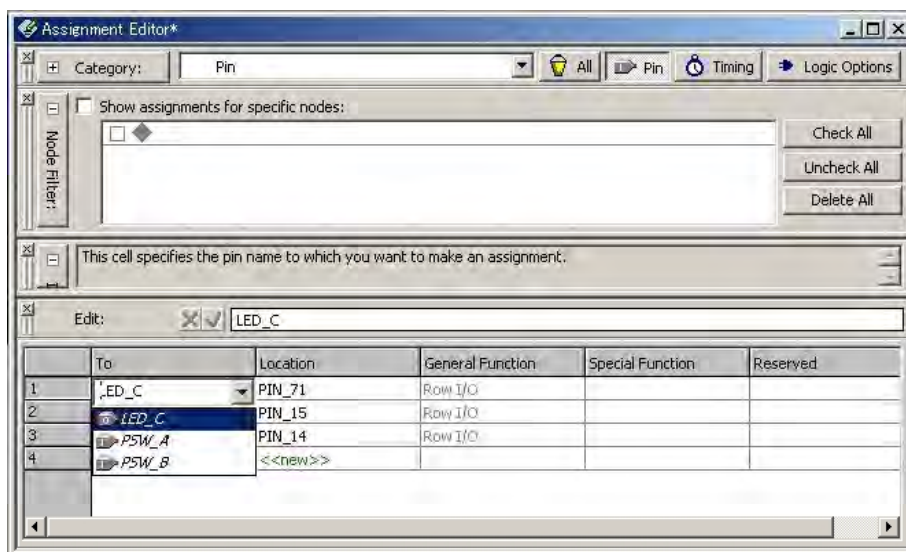 Assignment Editor*
Category: Pin All Pin Timing Logic Options
Show assignments for specific nodes:
Node Filter:
Check All
Uncheck All
Delete All
This cell specifies the pin name to which you want to make an assignment.
Edit: LED_C
To Location General Function Special Function Reserved
1 LED_C PIN_71 Row I/O
2 LED_C PIN_15 Row I/O
3 PSW_A PIN_14 Row I/O
4 PSW_B <<new>>